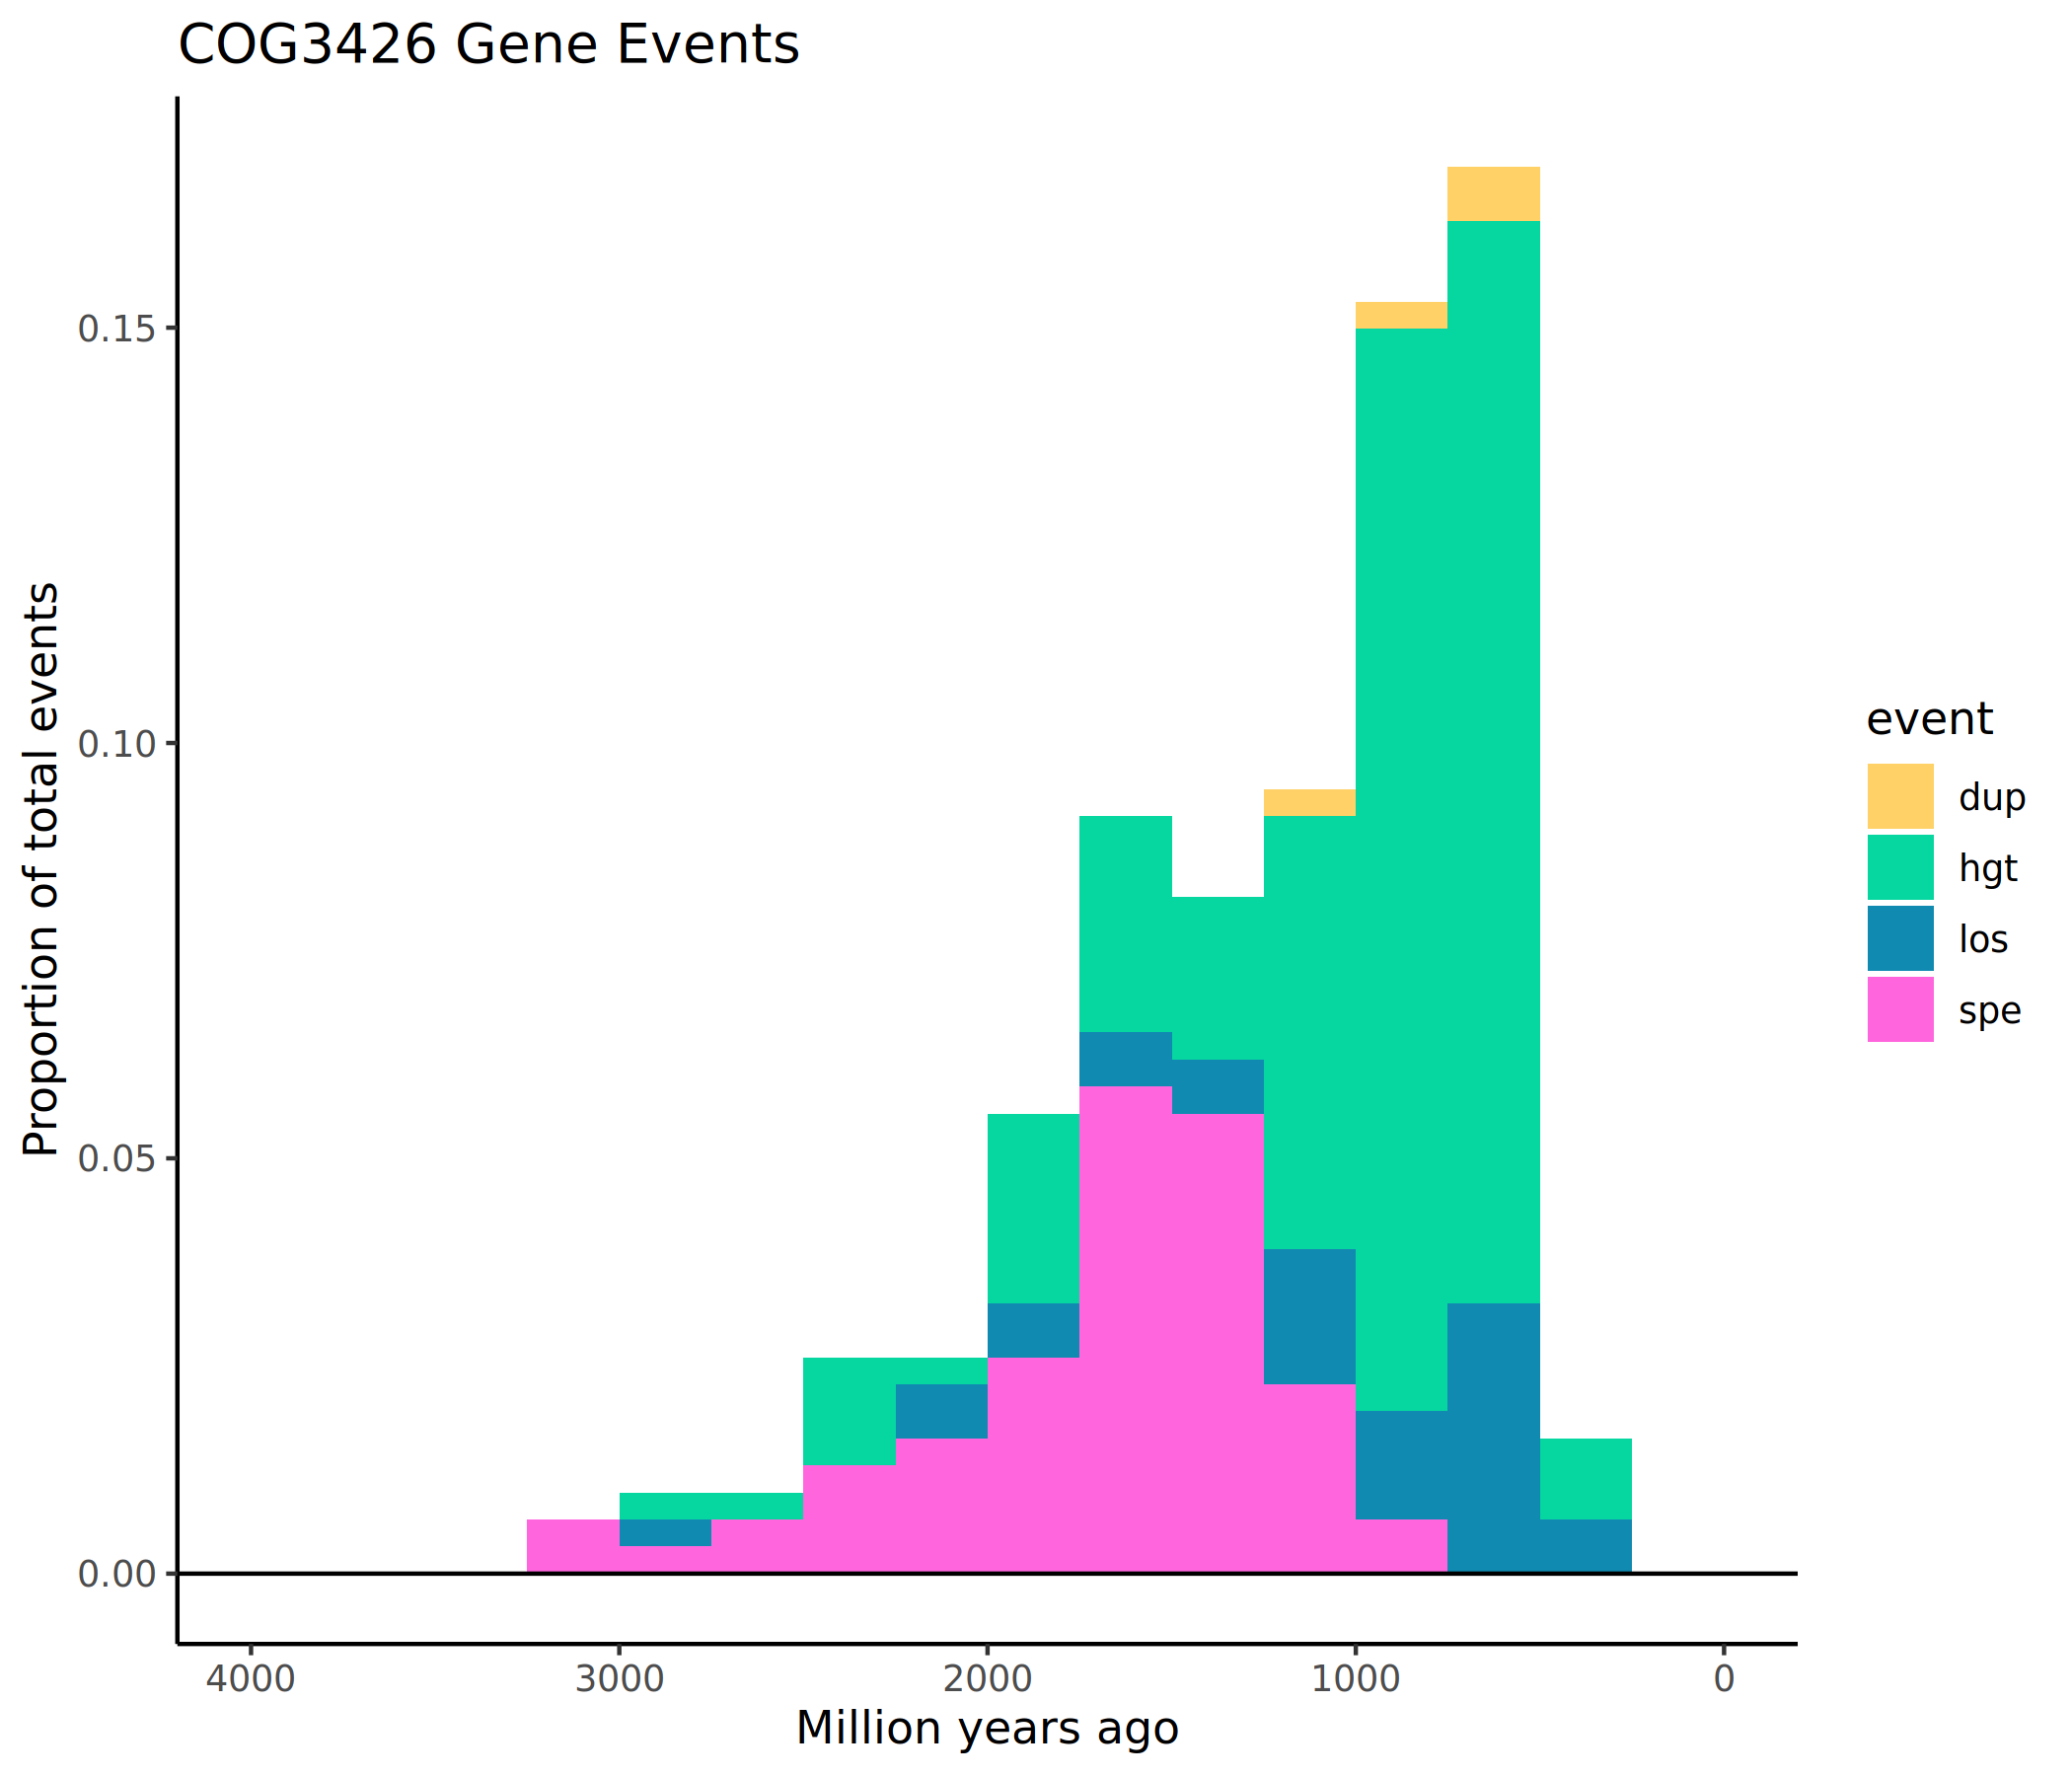 COG3426 Gene Events
Proportion of total events
0.15
0.10
0.05
0.00
4000 3000 2000 1000 0
Million years ago
event
dup
hgt
los
spe